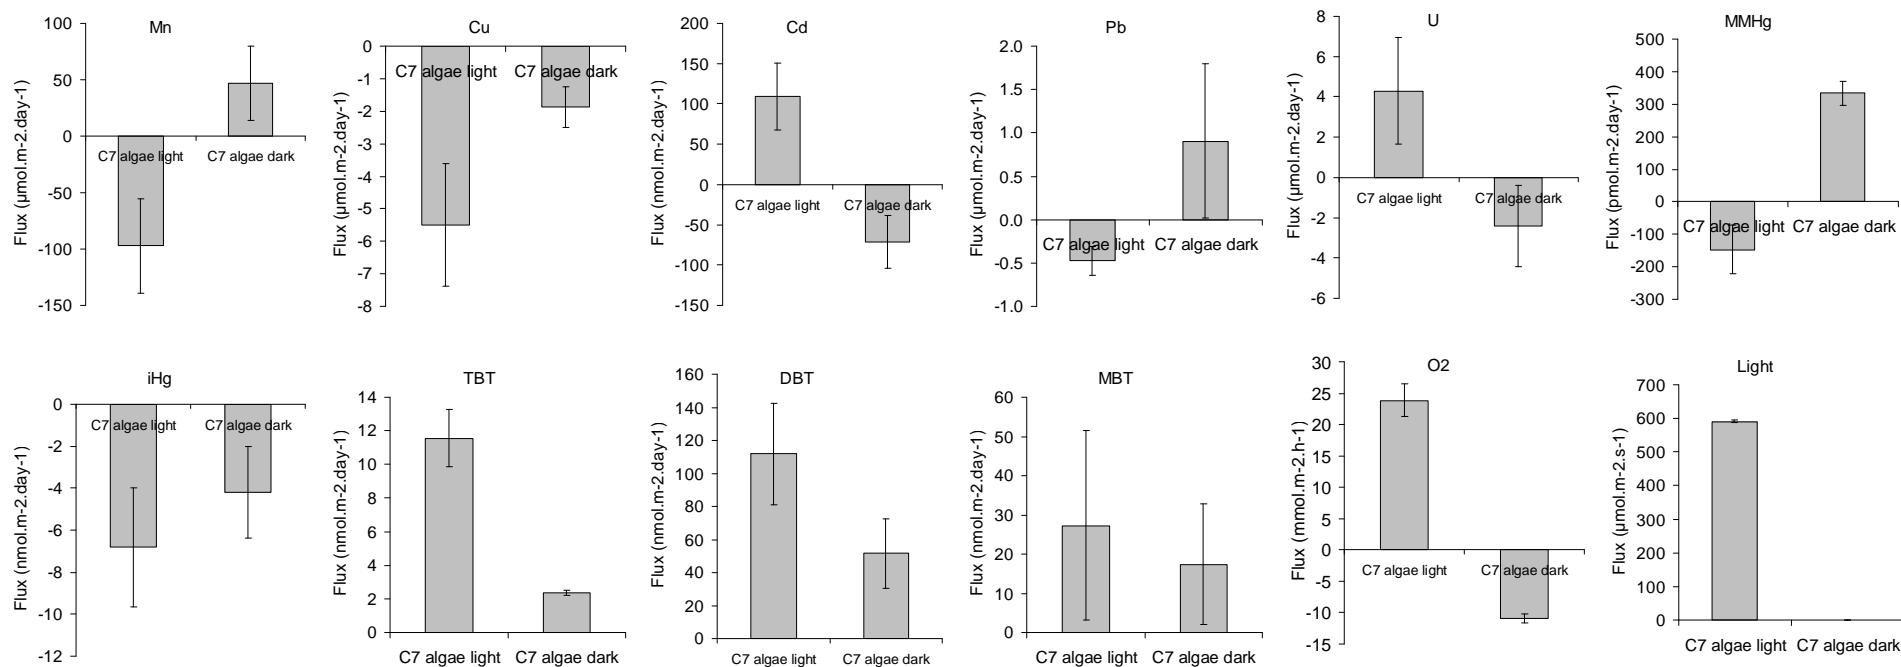 Mn
Flux (µmol.m-2.day-1)
100
50
0
-50
-100
-150
C7 algae light
C7 algae dark
Cu
Flux (µmol.m-2.day-1)
0
-1
-2
-3
-4
-5
-6
-7
-8
C7 algae light
C7 algae dark
Cd
Flux (nmol.m-2.day-1)
200
150
100
50
0
-50
-100
-150
C7 algae light
C7 algae dark
Pb
Flux (µmol.m-2.day-1)
2.0
1.5
1.0
0.5
0.0
-0.5
-1.0
C7 algae light
C7 algae dark
U
Flux (µmol.m-2.day-1)
8
6
4
2
0
-2
-4
-6
C7 algae light
C7 algae dark
MMHg
Flux (pmol.m-2.day-1)
500
400
300
200
100
0
-100
-200
-300
C7 algae light
C7 algae dark
iHg
Flux (nmol.m-2.day-1)
0
-2
-4
-6
-8
-10
-12
C7 algae light
C7 algae dark
TBT
Flux (nmol.m-2.day-1)
14
12
10
8
6
4
2
0
C7 algae light
C7 algae dark
DBT
Flux (nmol.m-2.day-1)
160
140
120
100
80
60
40
20
0
C7 algae light
C7 algae dark
MBT
Flux (nmol.m-2.day-1)
60
50
40
30
20
10
0
C7 algae light
C7 algae dark
O2
Flux (mmol.m-2.h-1)
30
25
20
15
10
5
0
-5
-10
-15
C7 algae light
C7 algae dark
Light
Flux (µmol.m-2.s-1)
700
600
500
400
300
200
100
0
C7 algae light
C7 algae dark